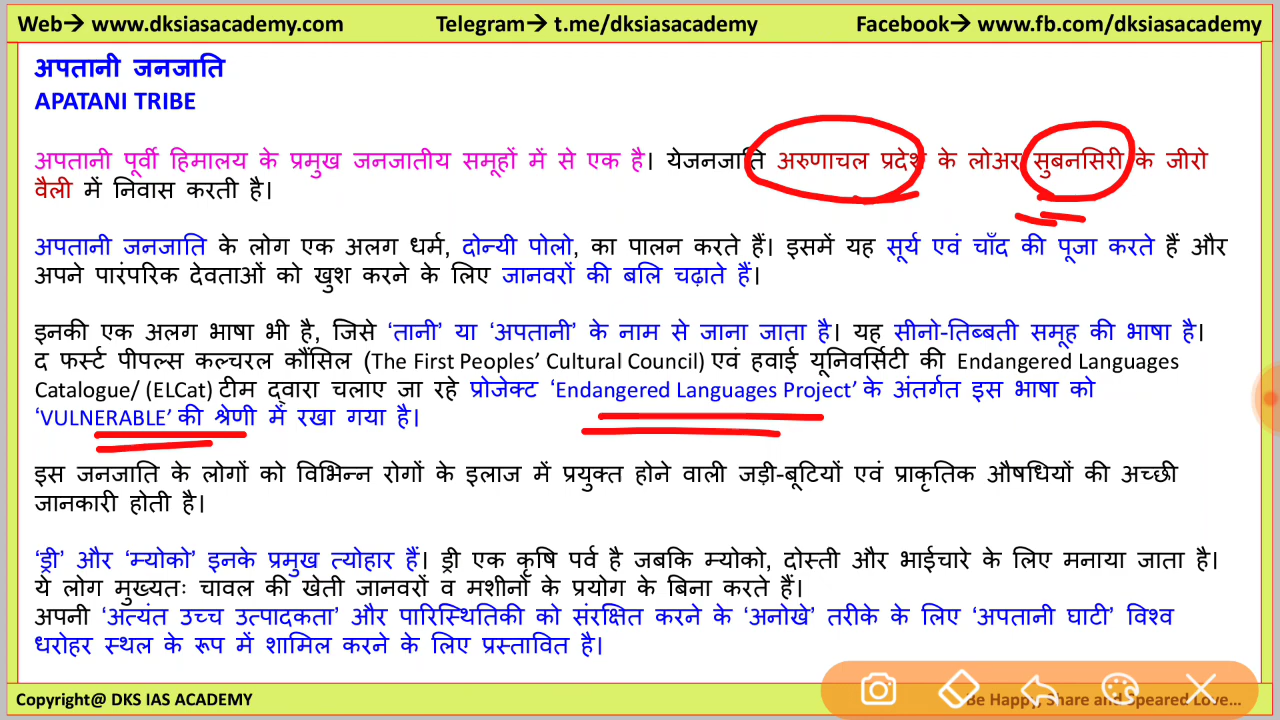 Web→ www.dksiasacademy.com Telegram→ t.me/dksiasacademy Facebook→ www.fb.com/dksiasacademy
अपतानी जनजाति
APATANI TRIBE
अपतानी पूर्वी हिमालय के प्रमुख जनजातीय समूहों में से एक है। येजनजाति अरुणाचल प्रदेश के लोअर सुबनसिरी के जीरो
वैली में निवास करती है।
अपतानी जनजाति के लोग एक अलग धर्म, दोन्यी पोलो, का पालन करते हैं। इसमें यह सूर्य एवं चाँद की पूजा करते हैं और
अपने पारंपरिक देवताओं को खुश करने के लिए जानवरों की बलि चढ़ाते हैं।
इनकी एक अलग भाषा भी है, जिसे ‘तानी’ या ‘अपतानी’ के नाम से जाना जाता है। यह सीनो-तिब्बती समूह की भाषा है।
द फर्स्ट पीपल्स कल्चरल कौंसिल (The First Peoples’ Cultural Council) एवं हवाई यूनिवर्सिटी की Endangered Languages
Catalogue/ (ELCat) टीम द्वारा चलाए जा रहे प्रोजेक्ट ‘Endangered Languages Project’ के अंतर्गत इस भाषा को
‘VULNERABLE’ की श्रेणी में रखा गया है।
इस जनजाति के लोगों को विभिन्न रोगों के इलाज में प्रयुक्त होने वाली जड़ी-बूटियों एवं प्राकृतिक औषधियों की अच्छी
जानकारी होती है।
‘ड्री’ और ‘म्योको’ इनके प्रमुख त्योहार हैं। ड्री एक कृषि पर्व है जबकि म्योको, दोस्ती और भाईचारे के लिए मनाया जाता है।
ये लोग मुख्यतः चावल की खेती जानवरों व मशीनों के प्रयोग के बिना करते हैं।
अपनी ‘अत्यंत उच्च उत्पादकता’ और पारिस्थितिकी को संरक्षित करने के ‘अनोखे’ तरीके के लिए ‘अपतानी घाटी’ विश्व
धरोहर स्थल के रूप में शामिल करने के लिए प्रस्तावित है।
Copyright@ DKS IAS ACADEMY Be Happy, Share and Speared Love...